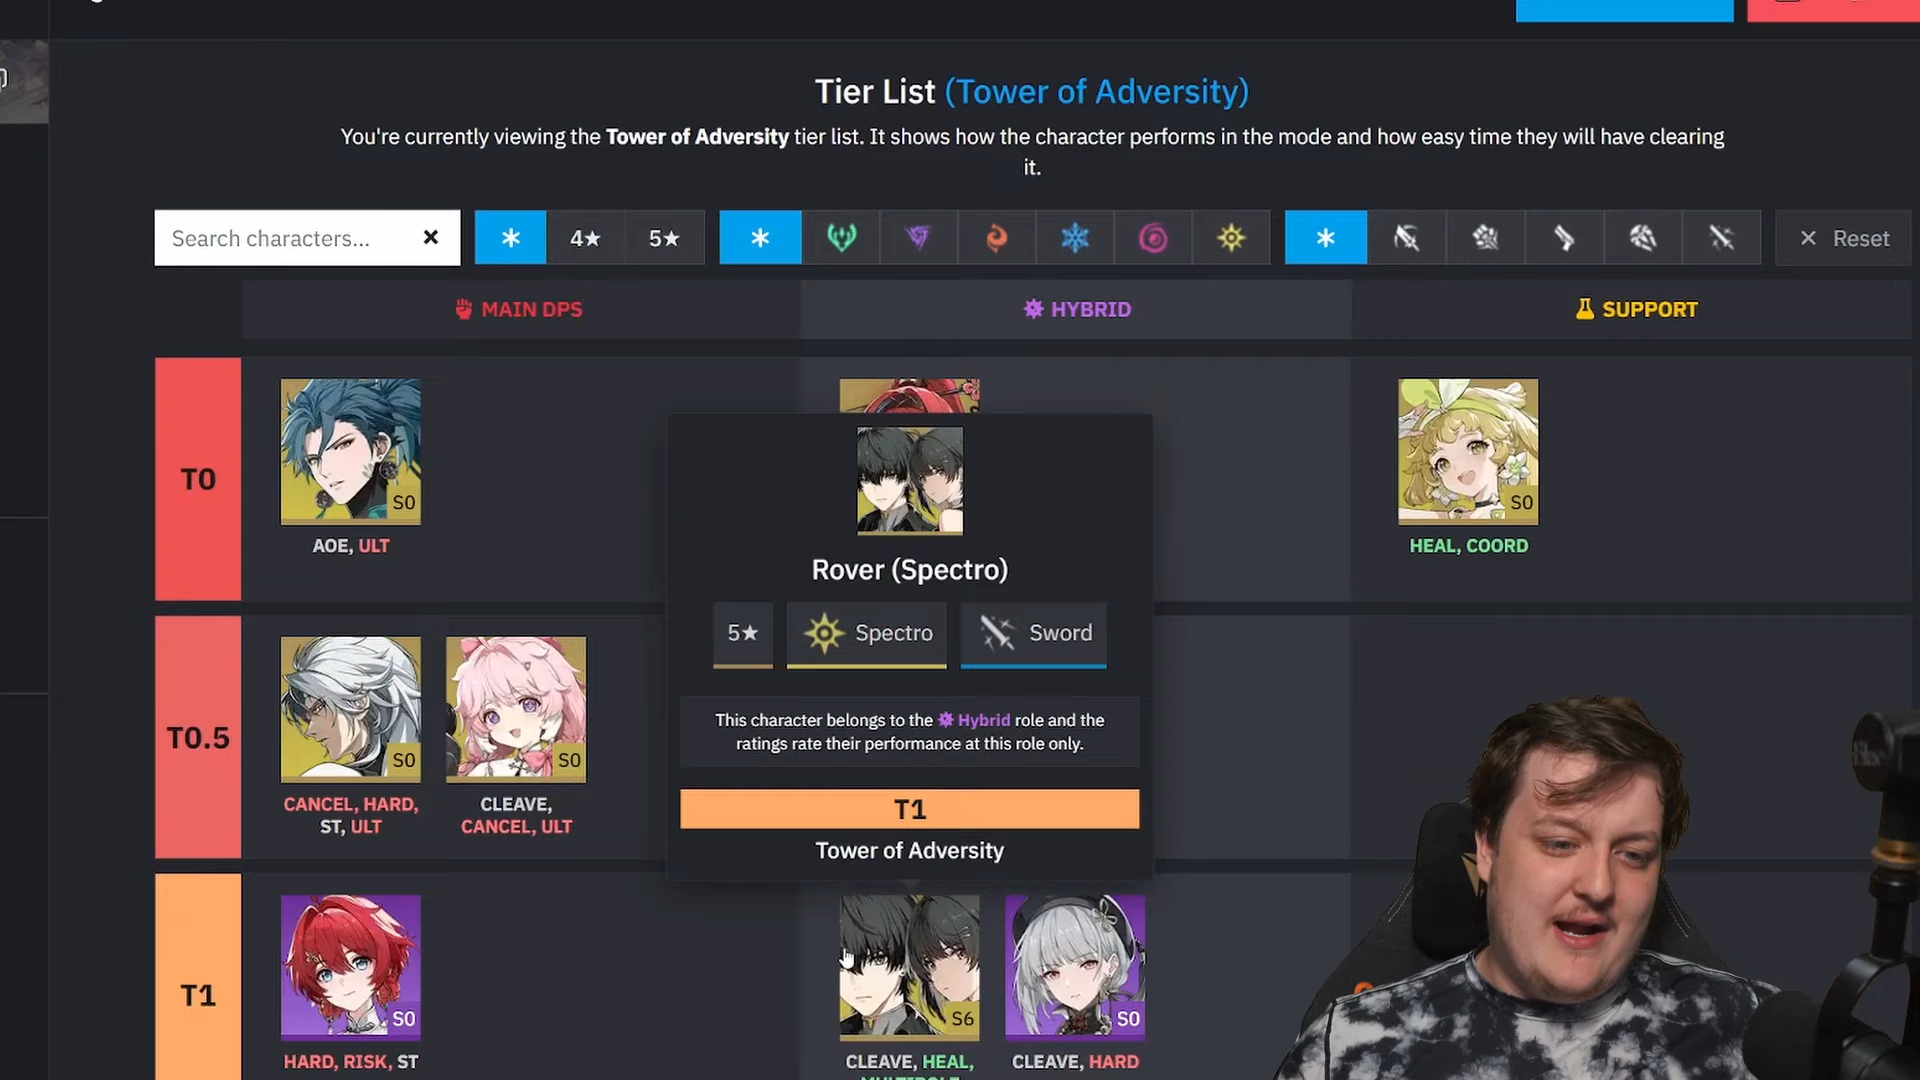 Tier List (Tower of Adversity)
You're currently viewing the Tower of Adversity tier list. It shows how the character performs in the mode and how easy time they will have clearing
it.
Search characters...
4★
5★
Reset
MAIN DPS
HYBRID
SUPPORT
T0
S0
AOE, ULT
S0
HEAL, COORD
Rover (Spectro)
5★
Spectro
Sword
This character belongs to the Hybrid role and the
ratings rate their performance at this role only.
T1
Tower of Adversity
T0.5
S0
CANCEL, HARD,
ST, ULT
S0
CLEAVE,
CANCEL, ULT
T1
S0
HARD, RISK, ST
S6
CLEAVE, HEAL,
S0
CLEAVE, HARD